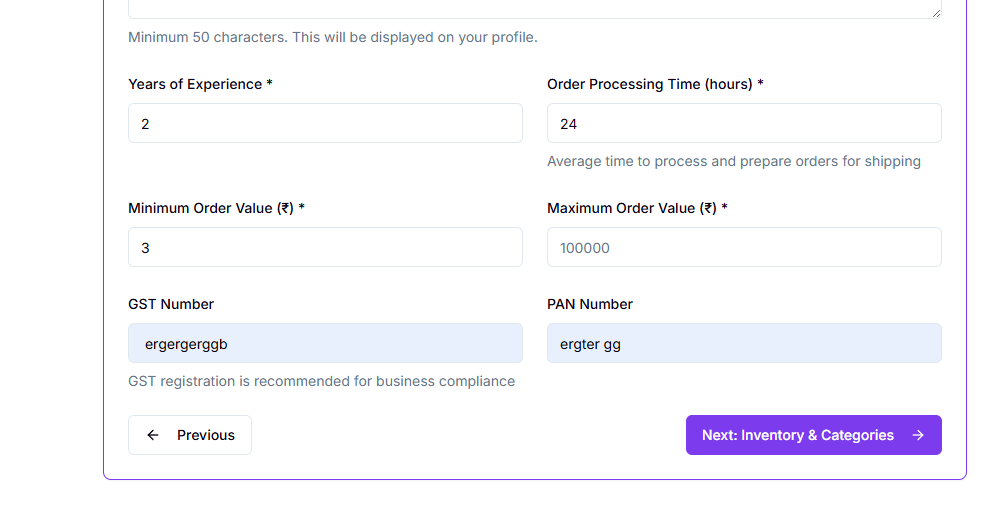 Minimum 50 characters. This will be displayed on your profile.
Years of Experience *
Order Processing Time (hours) *
2
24
Average time to process and prepare orders for shipping
Minimum Order Value (₹) *
Maximum Order Value (₹) *
3
100000
GST Number
PAN Number
ergergerggb
ergter gg
GST registration is recommended for business compliance
← Previous
Next: Inventory & Categories →